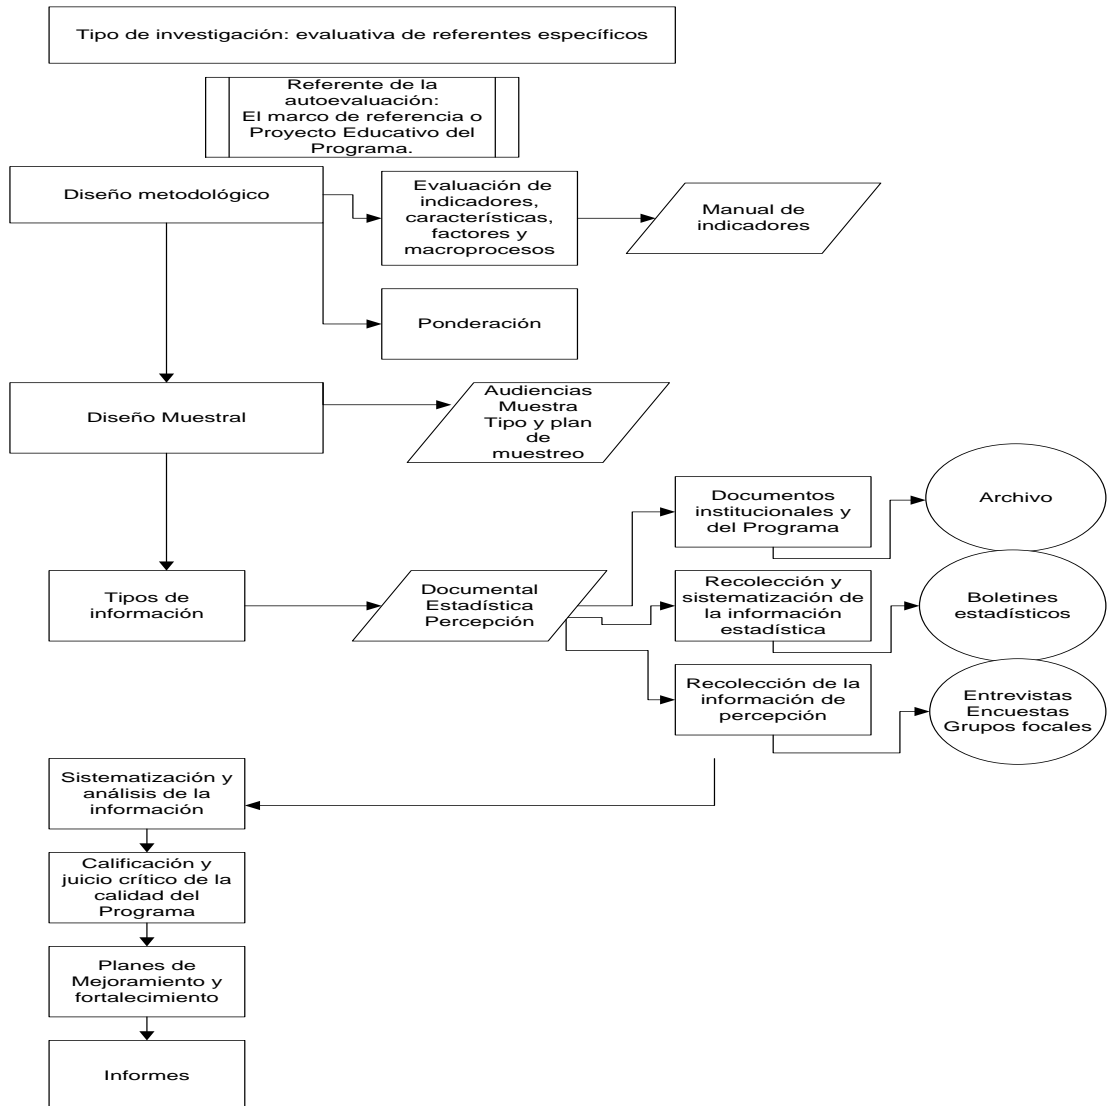 Tipo de investigación: evaluativa de referentes específicos
Referente de la
autoevaluación:
El marco de referencia o
Proyecto Educativo del
Programa.
Diseño metodológico
Evaluación de
indicadores,
características,
factores y
macroprocesos
Manual de
indicadores
Ponderación
Diseño Muestral
Audiencias
Muestra
Tipo y plan
de
muestreo
Documentos
institucionales y
del Programa
Archivo
Tipos de
información
Documental
Estadística
Percepción
Recolección y
sistematización de
la información
estadística
Boletines
estadísticos
Recolección de la
información de
percepción
Entrevistas
Encuestas
Grupos focales
Sistematización y
análisis de la
información
Calificación y
juicio crítico de la
calidad del
Programa
Planes de
Mejoramiento y
fortalecimiento
Informes